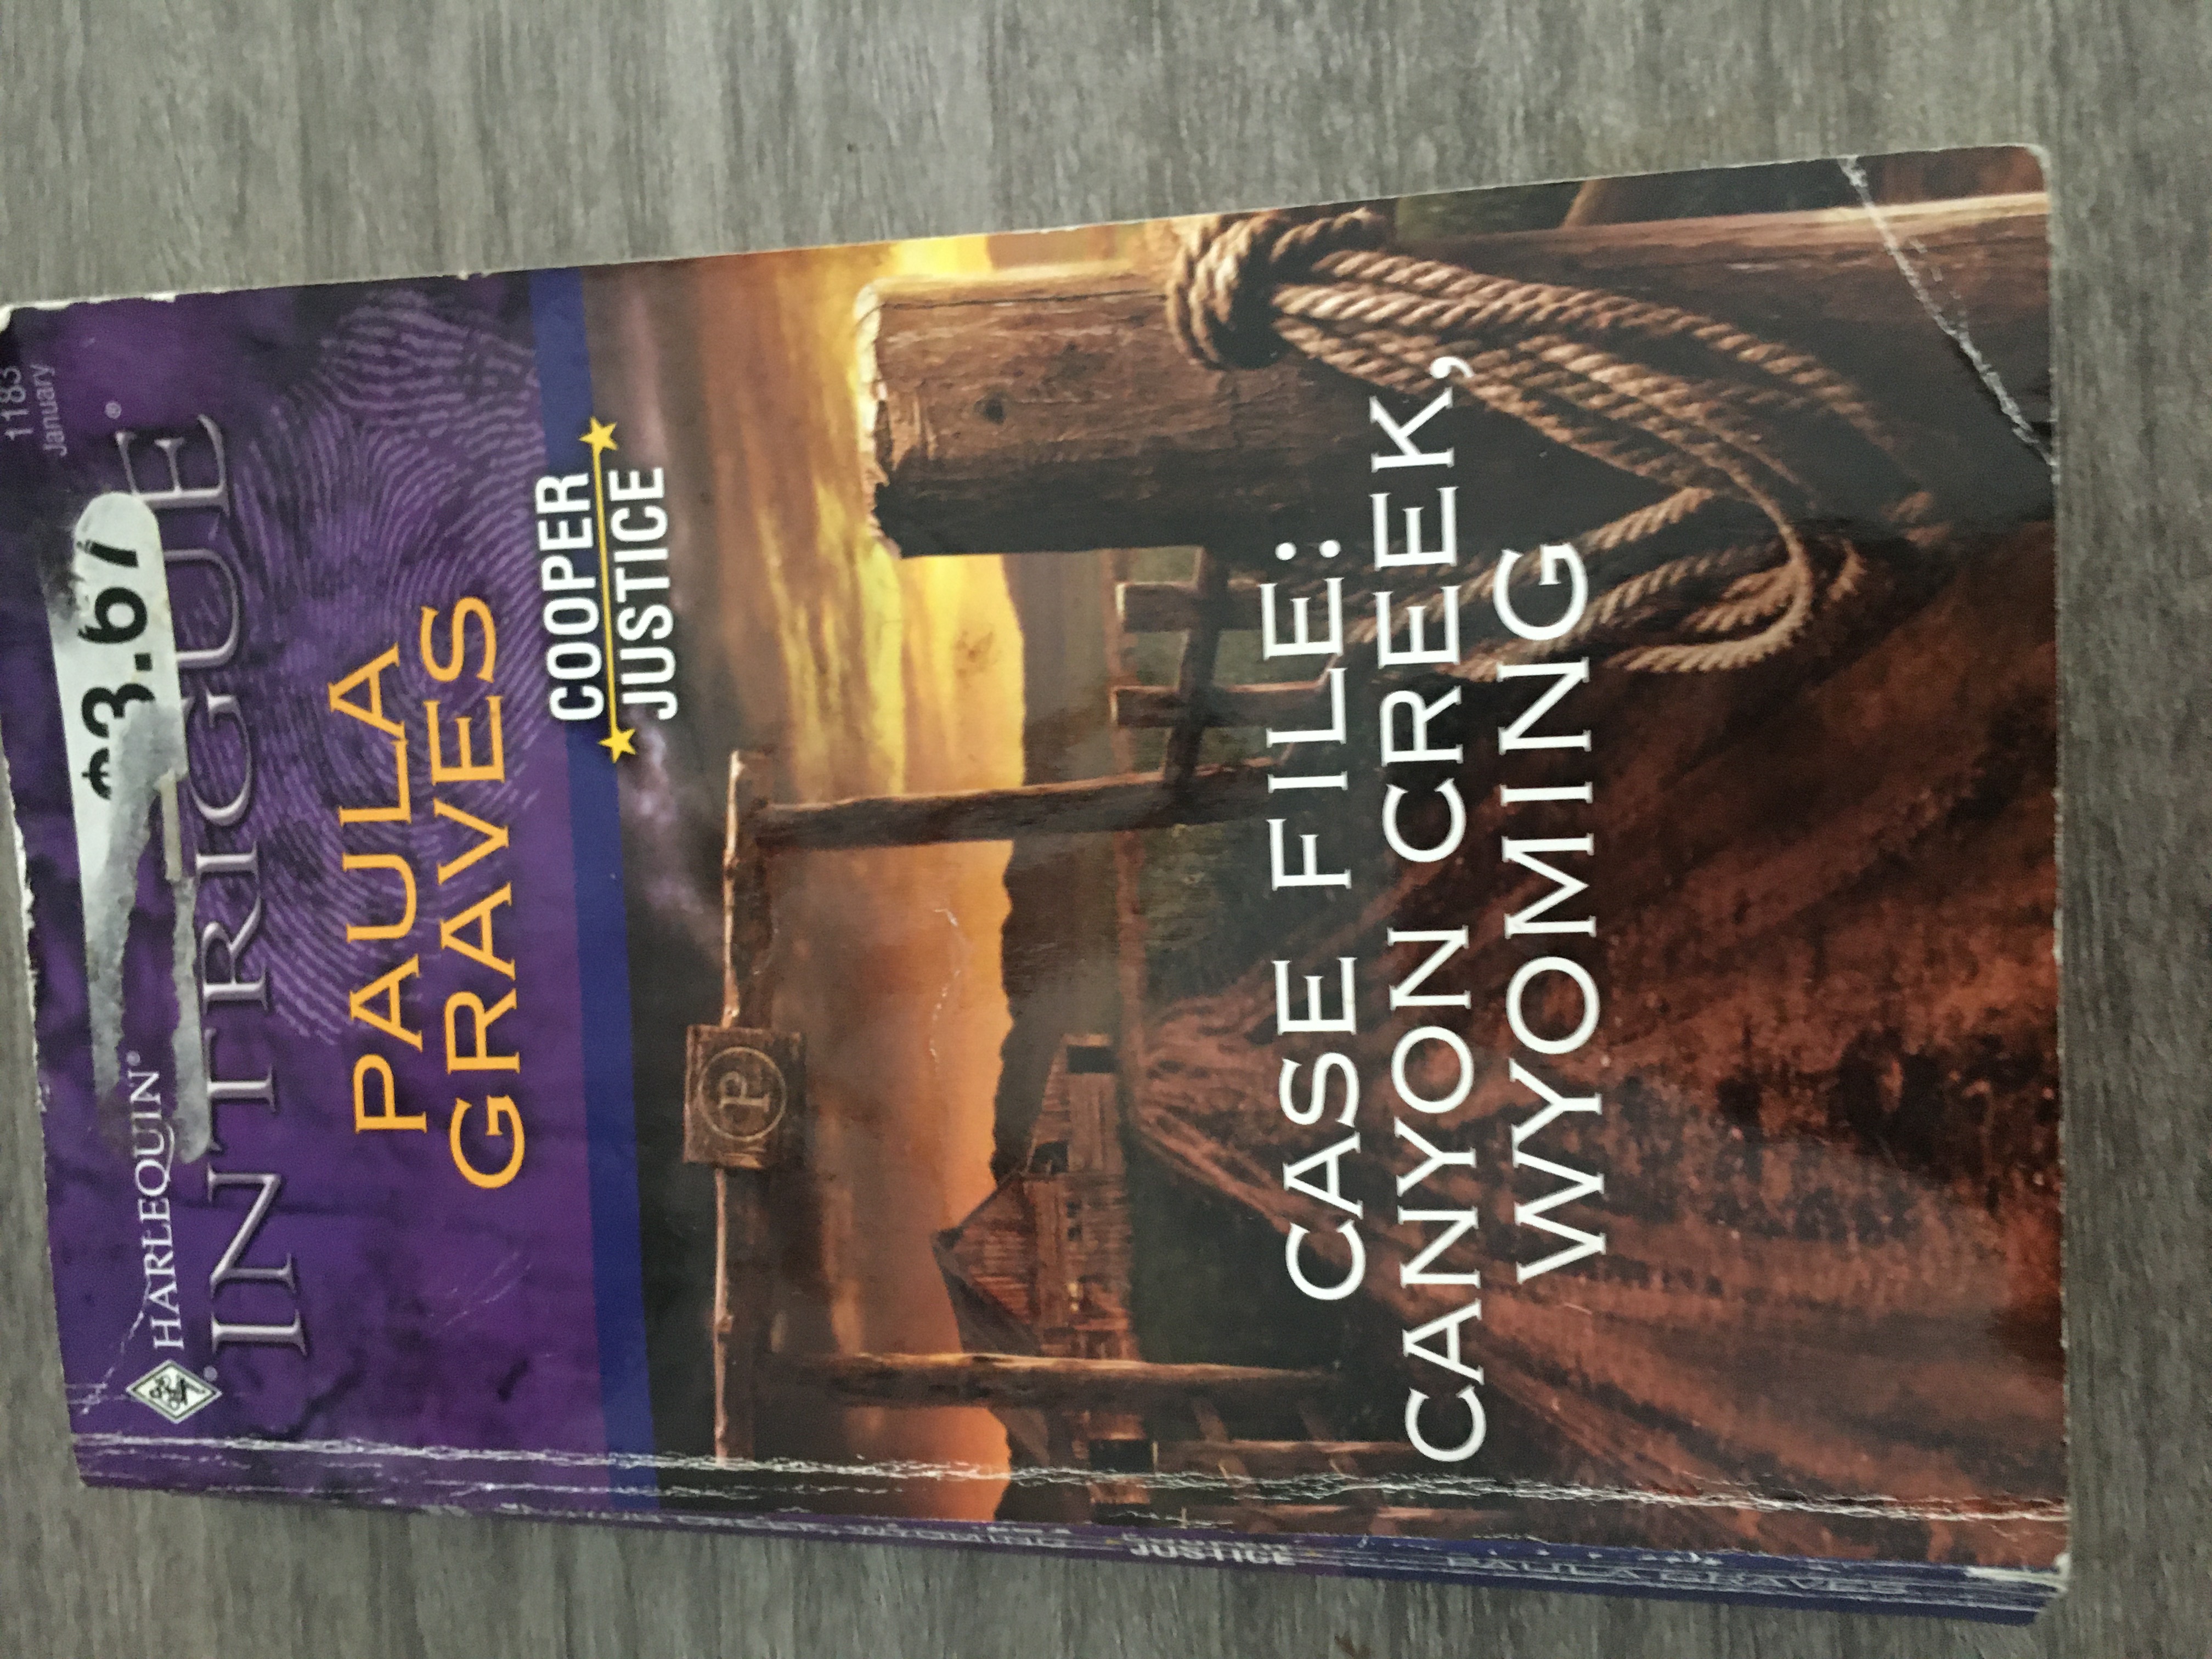 1183
January
3.67
HARLEQUIN®
INTRIGUE®
PAULA
GRAVES
COOPER
JUSTICE
P
CASE FILE:
CANYON CREEK,
WYOMING
JUSTICE
PAULA GRAVES